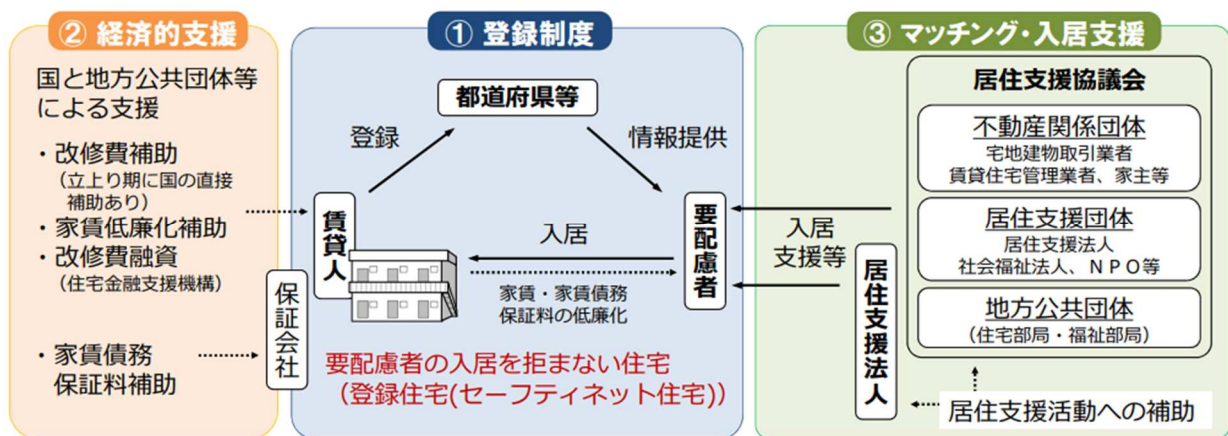 ② 経済的支援
国と地方公共団体等
による支援
・改修費補助
（立上り期に国の直接
補助あり）
・家賃低廉化補助
・改修費融資
（住宅金融支援機構）
・家賃債務
保証料補助
保証会社
① 登録制度
都道府県等
登録
情報提供
賃貸人
入居
家賃・家賃債務
保証料の低廉化
要配慮者
要配慮者の入居を拒まない住宅
（登録住宅(セーフティネット住宅)）
③ マッチング・入居支援
居住支援協議会
不動産関係団体
宅地建物取引業者
賃貸住宅管理業者、家主等
居住支援団体
居住支援法人
社会福祉法人、ＮＰＯ等
地方公共団体
（住宅部局・福祉部局）
入居
支援等
居住支援法人
居住支援活動への補助